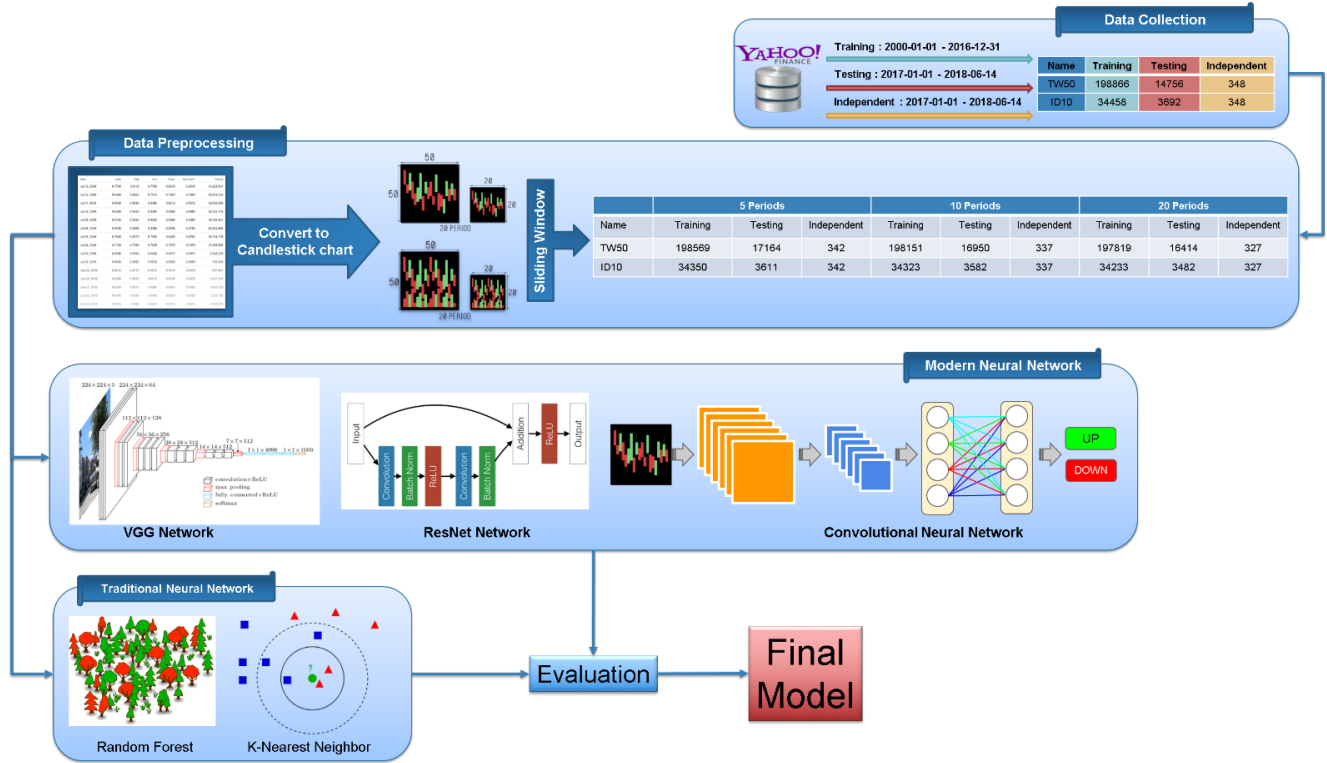 Data Collection
YAHOO!
FINANCE
Training : 2000-01-01 - 2016-12-31
Testing : 2017-01-01 - 2018-06-14
Independent : 2017-01-01 - 2018-06-14
Name Training Testing Independent
TW50 198866 14756 348
ID10 34458 3692 348
Data Preprocessing
Convert to
Candlestick chart
50
50
20
20
20 PERIOD
50
50
20
20
20 PERIOD
Sliding Window
5 Periods 10 Periods 20 Periods
Name Training Testing Independent Training Testing Independent Training Testing Independent
TW50 198569 17164 342 198151 16950 337 197819 16414 327
ID10 34350 3611 342 34323 3582 337 34233 3482 327
Modern Neural Network
224 × 224 × 3 224 × 224 × 64
112 × 112 × 128
56 × 56 × 256
28 × 28 × 512
14 × 14 × 512
7 × 7 × 512
1 × 1 × 4096 1 × 1 × 1000
convolution+ReLU
max pooling
fully connected+ReLU
softmax
VGG Network
Input
Convolution
Batch Norm
ReLU
Convolution
Batch Norm
Addition
ReLU
Output
ResNet Network
UP
DOWN
Convolutional Neural Network
Traditional Neural Network
?
Random Forest
K-Nearest Neighbor
Evaluation
Final
Model